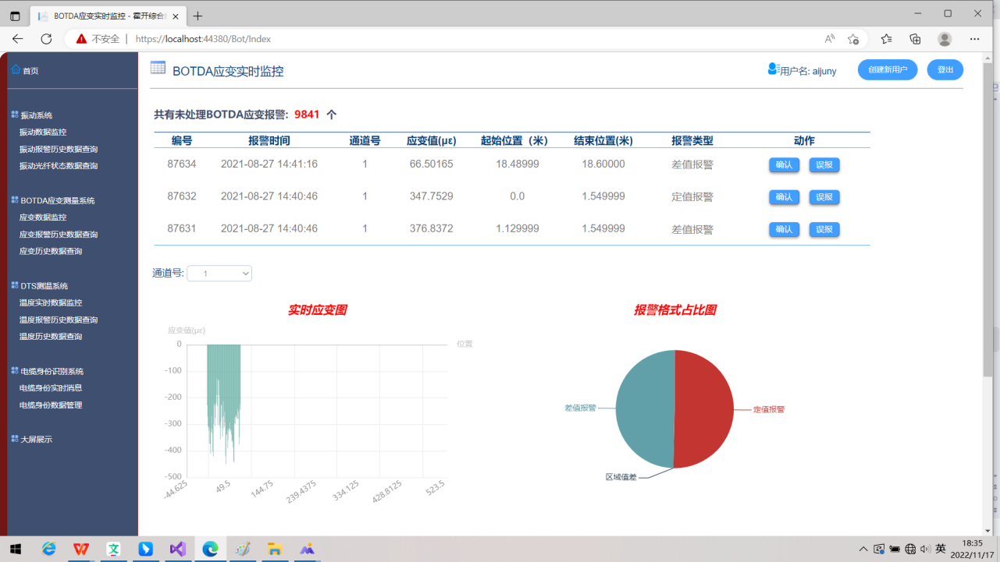 BOTDA应变实时监控 - 霍开综合
不安全 | https://localhost:44380/Bot/Index
首页
振动系统
振动数据监控
振动报警历史数据查询
振动光纤状态数据查询
BOTDA应变测量系统
应变数据监控
应变报警历史数据查询
应变历史数据查询
DTS测温系统
温度实时数据监控
温度报警历史数据查询
温度历史数据查询
电缆身份识别系统
电缆身份实时消息
电缆身份数据管理
大屏展示
BOTDA应变实时监控
用户名: aijuny
创建新用户
登出
共有未处理BOTDA应变报警: 9841 个
编号 报警时间 通道号 应变值(με) 起始位置（米） 结束位置(米) 报警类型 动作
87634 2021-08-27 14:41:16 1 66.50165 18.48999 18.60000 差值报警 确认 误报
87632 2021-08-27 14:40:46 1 347.7529 0.0 1.549999 定值报警 确认 误报
87631 2021-08-27 14:40:46 1 376.8372 1.129999 1.549999 差值报警 确认 误报
通道号: 1
实时应变图
应变值(με)
位置
0
-100
-200
-300
-400
-500
-44.625 49.5 144.75 239.4375 334.125 428.8125 523.5
报警格式占比图
差值报警
定值报警
区域值差
英
18:35
2022/11/17